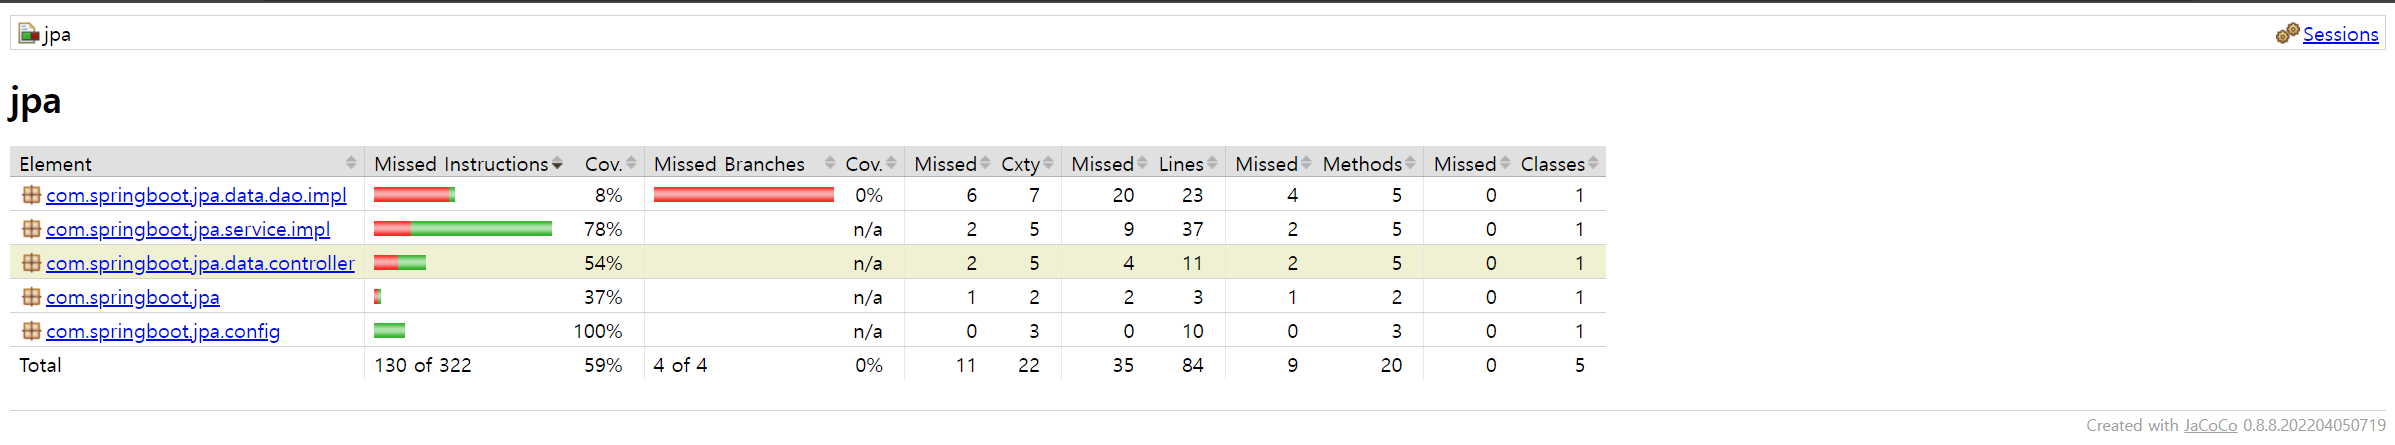 jpa Sessions
jpa
Element Missed Instructions Cov. Missed Branches Cov. Missed Cxty Missed Lines Missed Methods Missed Classes
com.springboot.jpa.data.dao.impl 8% 0% 6 7 20 23 4 5 0 1
com.springboot.jpa.service.impl 78% n/a 2 5 9 37 2 5 0 1
com.springboot.jpa.data.controller 54% n/a 2 5 4 11 2 5 0 1
com.springboot.jpa 37% n/a 1 2 2 3 1 2 0 1
com.springboot.jpa.config 100% n/a 0 3 0 10 0 3 0 1
Total 130 of 322 59% 4 of 4 0% 11 22 35 84 9 20 0 5
Created with JaCoCo 0.8.8.202204050719